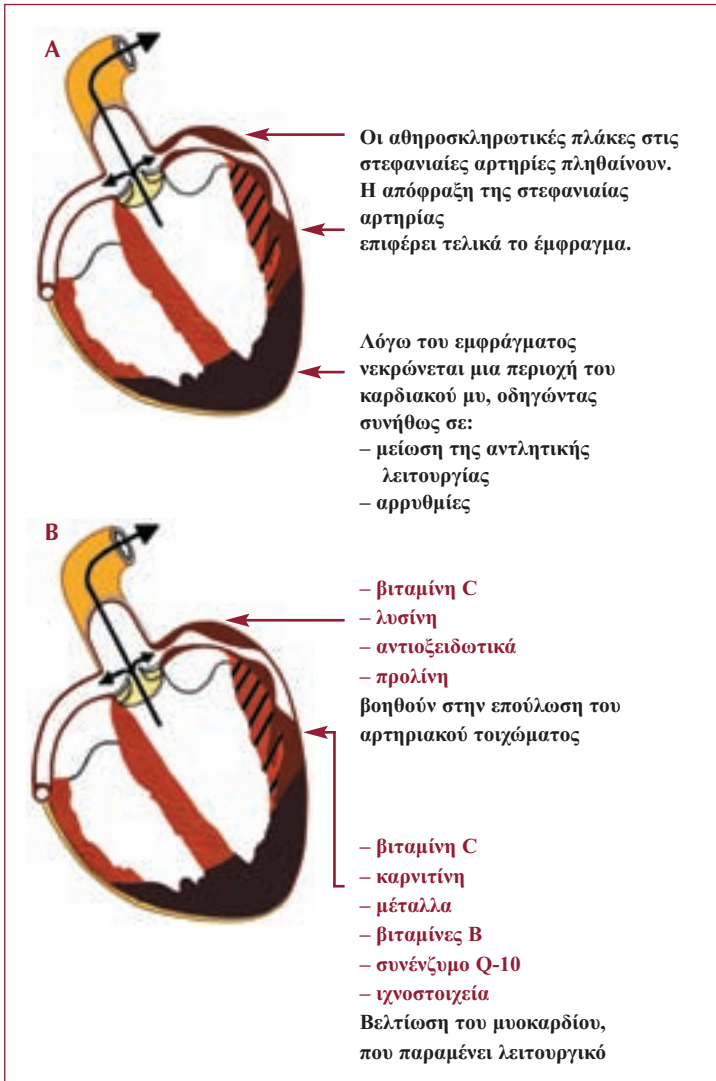 A
Οι αθηροσκληρωτικές πλάκες στις
στεφανιαίες αρτηρίες πληθαίνουν.
Η απόφραξη της στεφανιαίας
αρτηρίας
επιφέρει τελικά το έμφραγμα.
Λόγω του εμφράγματος
νεκρώνεται μια περιοχή του
καρδιακού μυ, οδηγώντας
συνήθως σε:
– μείωση της αντλητικής
λειτουργίας
– αρρυθμίες
B
– βιταμίνη C
– λυσίνη
– αντιοξειδωτικά
– προλίνη
βοηθούν στην επούλωση του
αρτηριακού τοιχώματος
– βιταμίνη C
– καρνιτίνη
– μέταλλα
– βιταμίνες Β
– συνένζυμο Q-10
– ιχνοστοιχεία
Βελτίωση του μυοκαρδίου,
που παραμένει λειτουργικό